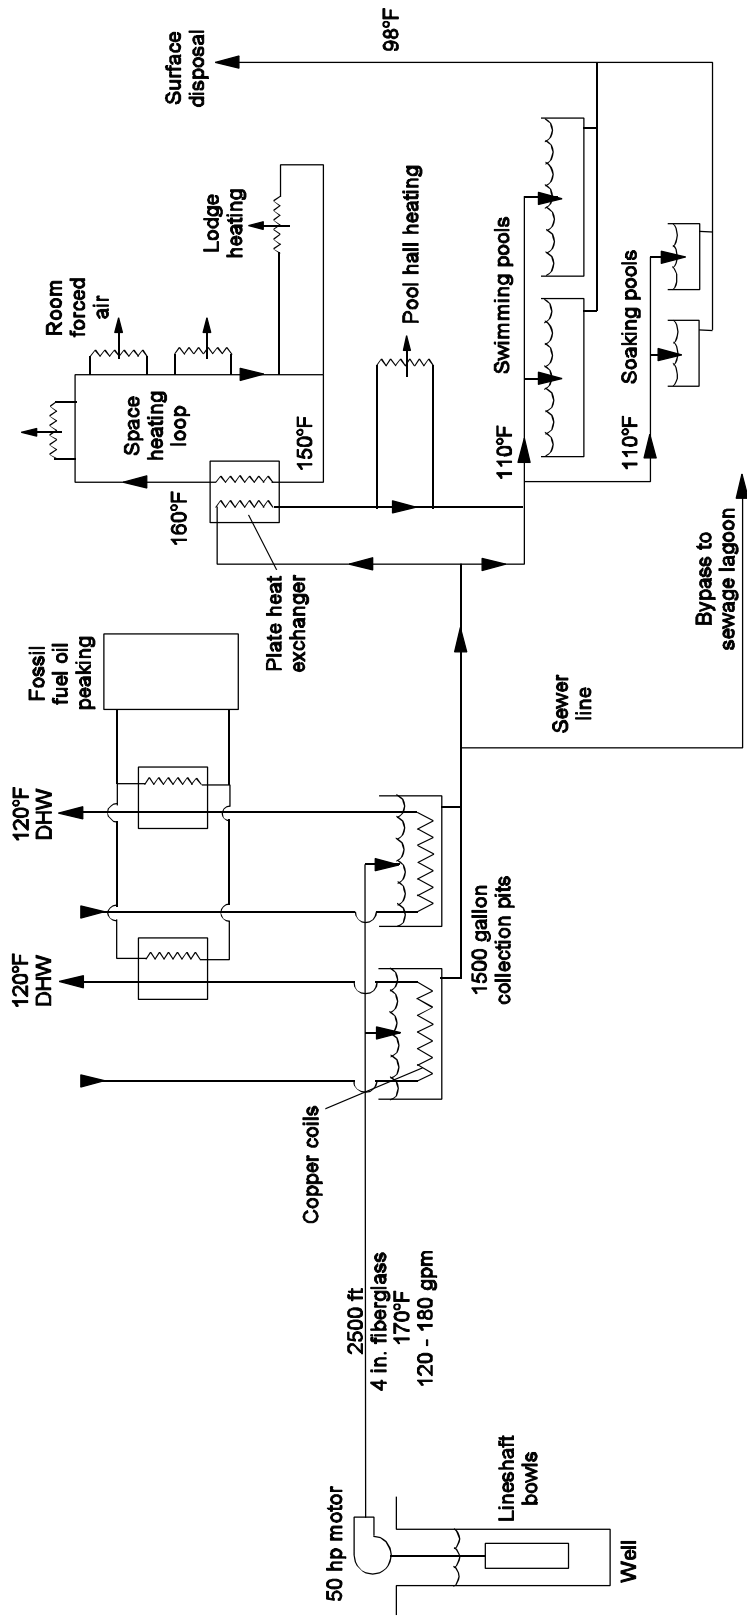 50 hp motor
Lineshaft
bowls
Well
2500 ft
4 in. fiberglass
170°F
120 - 180 gpm
Copper coils
120°F
DHW
120°F
DHW
1500 gallon
collection pits
Fossil
fuel oil
peaking
Sewer
line
Bypass to
sewage lagoon
Plate heat
exchanger
160°F
150°F
Space
heating
loop
Room
forced
air
Lodge
heating
Pool hall heating
110°F
Swimming pools
110°F
Soaking pools
Surface
disposal
98°F